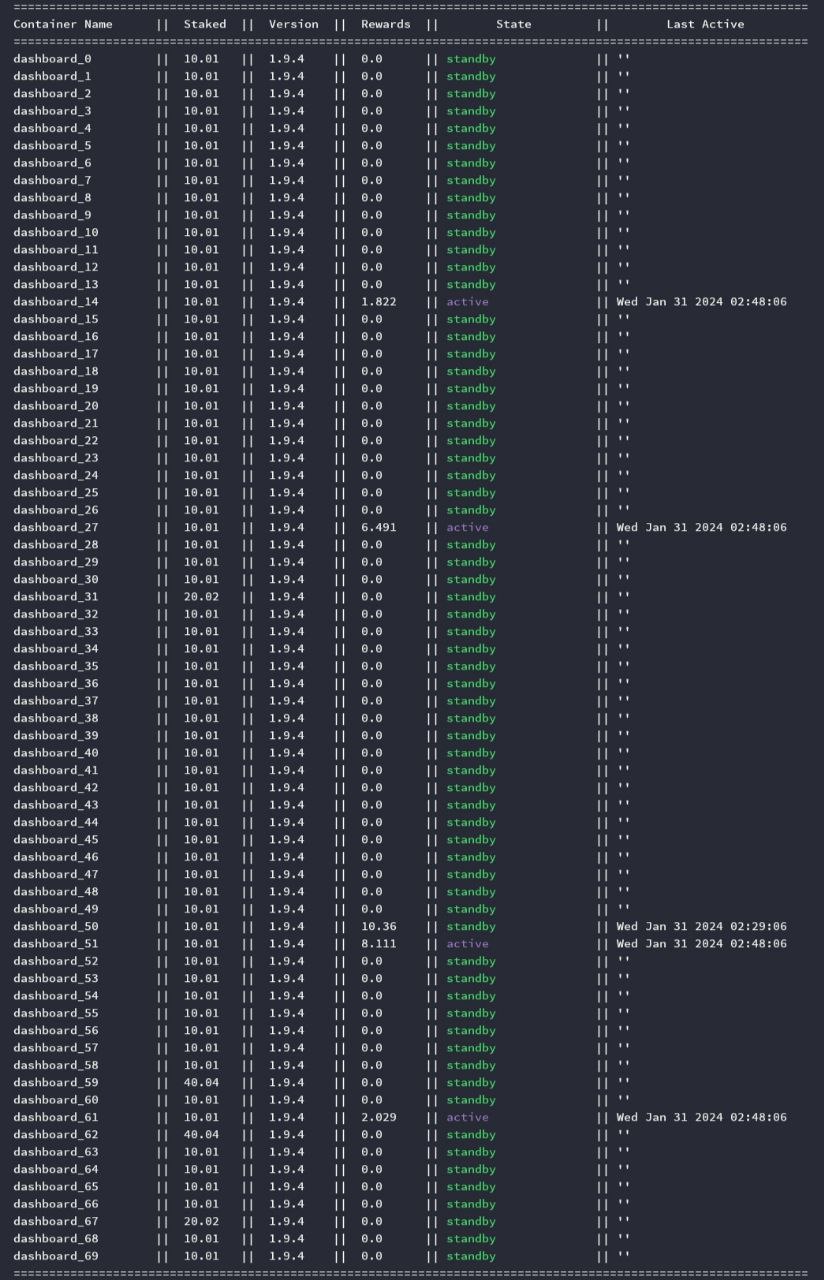 ==================================================================================================================
Container Name || Staked || Version || Rewards || State || Last Active
==================================================================================================================
dashboard_0 || 10.01 || 1.9.4 || 0.0 || standby || ''
dashboard_1 || 10.01 || 1.9.4 || 0.0 || standby || ''
dashboard_2 || 10.01 || 1.9.4 || 0.0 || standby || ''
dashboard_3 || 10.01 || 1.9.4 || 0.0 || standby || ''
dashboard_4 || 10.01 || 1.9.4 || 0.0 || standby || ''
dashboard_5 || 10.01 || 1.9.4 || 0.0 || standby || ''
dashboard_6 || 10.01 || 1.9.4 || 0.0 || standby || ''
dashboard_7 || 10.01 || 1.9.4 || 0.0 || standby || ''
dashboard_8 || 10.01 || 1.9.4 || 0.0 || standby || ''
dashboard_9 || 10.01 || 1.9.4 || 0.0 || standby || ''
dashboard_10 || 10.01 || 1.9.4 || 0.0 || standby || ''
dashboard_11 || 10.01 || 1.9.4 || 0.0 || standby || ''
dashboard_12 || 10.01 || 1.9.4 || 0.0 || standby || ''
dashboard_13 || 10.01 || 1.9.4 || 0.0 || standby || ''
dashboard_14 || 10.01 || 1.9.4 || 1.822 || active || Wed Jan 31 2024 02:48:06
dashboard_15 || 10.01 || 1.9.4 || 0.0 || standby || ''
dashboard_16 || 10.01 || 1.9.4 || 0.0 || standby || ''
dashboard_17 || 10.01 || 1.9.4 || 0.0 || standby || ''
dashboard_18 || 10.01 || 1.9.4 || 0.0 || standby || ''
dashboard_19 || 10.01 || 1.9.4 || 0.0 || standby || ''
dashboard_20 || 10.01 || 1.9.4 || 0.0 || standby || ''
dashboard_21 || 10.01 || 1.9.4 || 0.0 || standby || ''
dashboard_22 || 10.01 || 1.9.4 || 0.0 || standby || ''
dashboard_23 || 10.01 || 1.9.4 || 0.0 || standby || ''
dashboard_24 || 10.01 || 1.9.4 || 0.0 || standby || ''
dashboard_25 || 10.01 || 1.9.4 || 0.0 || standby || ''
dashboard_26 || 10.01 || 1.9.4 || 0.0 || standby || ''
dashboard_27 || 10.01 || 1.9.4 || 6.491 || active || Wed Jan 31 2024 02:48:06
dashboard_28 || 10.01 || 1.9.4 || 0.0 || standby || ''
dashboard_29 || 10.01 || 1.9.4 || 0.0 || standby || ''
dashboard_30 || 10.01 || 1.9.4 || 0.0 || standby || ''
dashboard_31 || 20.02 || 1.9.4 || 0.0 || standby || ''
dashboard_32 || 10.01 || 1.9.4 || 0.0 || standby || ''
dashboard_33 || 10.01 || 1.9.4 || 0.0 || standby || ''
dashboard_34 || 10.01 || 1.9.4 || 0.0 || standby || ''
dashboard_35 || 10.01 || 1.9.4 || 0.0 || standby || ''
dashboard_36 || 10.01 || 1.9.4 || 0.0 || standby || ''
dashboard_37 || 10.01 || 1.9.4 || 0.0 || standby || ''
dashboard_38 || 10.01 || 1.9.4 || 0.0 || standby || ''
dashboard_39 || 10.01 || 1.9.4 || 0.0 || standby || ''
dashboard_40 || 10.01 || 1.9.4 || 0.0 || standby || ''
dashboard_41 || 10.01 || 1.9.4 || 0.0 || standby || ''
dashboard_42 || 10.01 || 1.9.4 || 0.0 || standby || ''
dashboard_43 || 10.01 || 1.9.4 || 0.0 || standby || ''
dashboard_44 || 10.01 || 1.9.4 || 0.0 || standby || ''
dashboard_45 || 10.01 || 1.9.4 || 0.0 || standby || ''
dashboard_46 || 10.01 || 1.9.4 || 0.0 || standby || ''
dashboard_47 || 10.01 || 1.9.4 || 0.0 || standby || ''
dashboard_48 || 10.01 || 1.9.4 || 0.0 || standby || ''
dashboard_49 || 10.01 || 1.9.4 || 0.0 || standby || ''
dashboard_50 || 10.01 || 1.9.4 || 10.36 || standby || Wed Jan 31 2024 02:29:06
dashboard_51 || 10.01 || 1.9.4 || 8.111 || active || Wed Jan 31 2024 02:48:06
dashboard_52 || 10.01 || 1.9.4 || 0.0 || standby || ''
dashboard_53 || 10.01 || 1.9.4 || 0.0 || standby || ''
dashboard_54 || 10.01 || 1.9.4 || 0.0 || standby || ''
dashboard_55 || 10.01 || 1.9.4 || 0.0 || standby || ''
dashboard_56 || 10.01 || 1.9.4 || 0.0 || standby || ''
dashboard_57 || 10.01 || 1.9.4 || 0.0 || standby || ''
dashboard_58 || 10.01 || 1.9.4 || 0.0 || standby || ''
dashboard_59 || 40.04 || 1.9.4 || 0.0 || standby || ''
dashboard_60 || 10.01 || 1.9.4 || 0.0 || standby || ''
dashboard_61 || 10.01 || 1.9.4 || 2.029 || active || Wed Jan 31 2024 02:48:06
dashboard_62 || 40.04 || 1.9.4 || 0.0 || standby || ''
dashboard_63 || 10.01 || 1.9.4 || 0.0 || standby || ''
dashboard_64 || 10.01 || 1.9.4 || 0.0 || standby || ''
dashboard_65 || 10.01 || 1.9.4 || 0.0 || standby || ''
dashboard_66 || 10.01 || 1.9.4 || 0.0 || standby || ''
dashboard_67 || 20.02 || 1.9.4 || 0.0 || standby || ''
dashboard_68 || 10.01 || 1.9.4 || 0.0 || standby || ''
dashboard_69 || 10.01 || 1.9.4 || 0.0 || standby || ''
==================================================================================================================